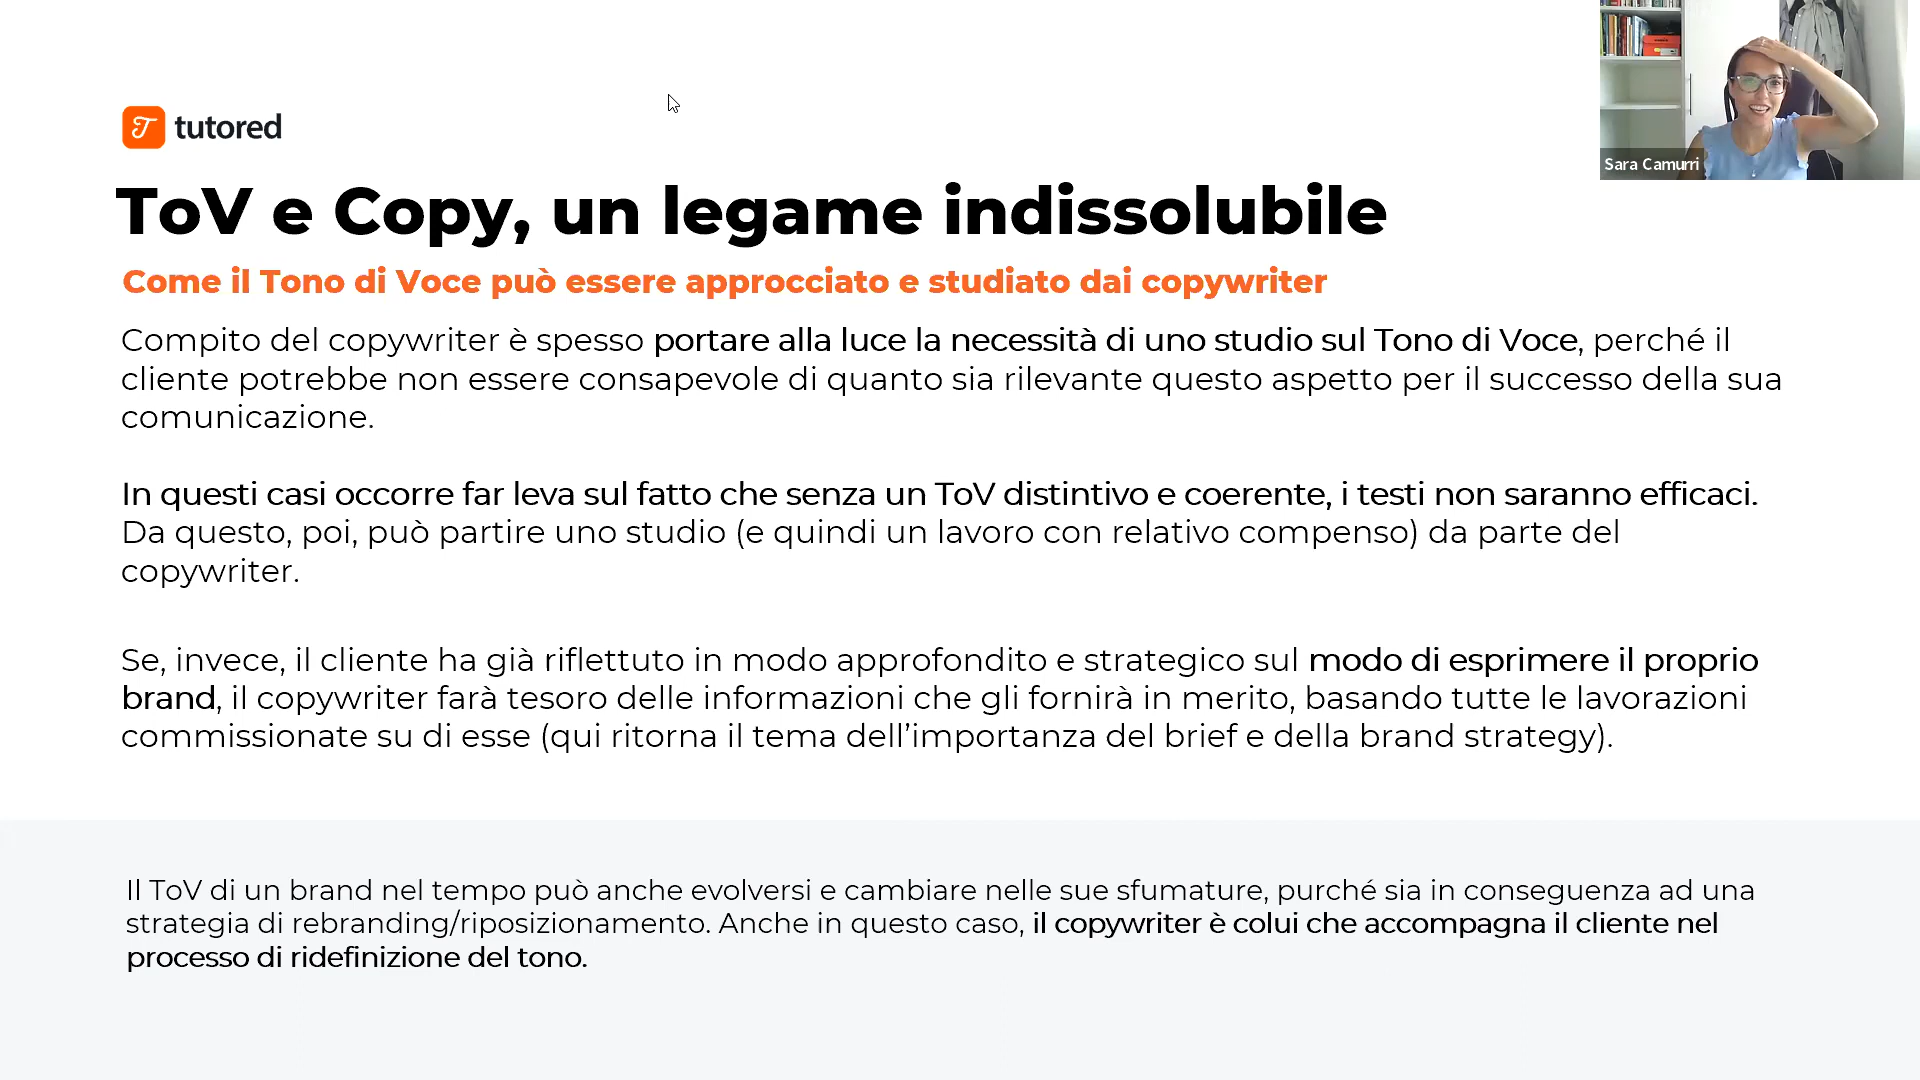 tutored
Sara Camurri
ToV e Copy, un legame indissolubile
Come il Tono di Voce può essere approcciato e studiato dai copywriter
Compito del copywriter è spesso portare alla luce la necessità di uno studio sul Tono di Voce, perché il
cliente potrebbe non essere consapevole di quanto sia rilevante questo aspetto per il successo della sua
comunicazione.
In questi casi occorre far leva sul fatto che senza un ToV distintivo e coerente, i testi non saranno efficaci.
Da questo, poi, può partire uno studio (e quindi un lavoro con relativo compenso) da parte del
copywriter.
Se, invece, il cliente ha già riflettuto in modo approfondito e strategico sul modo di esprimere il proprio
brand, il copywriter farà tesoro delle informazioni che gli fornirà in merito, basando tutte le lavorazioni
commissionate su di esse (qui ritorna il tema dell’importanza del brief e della brand strategy).
Il ToV di un brand nel tempo può anche evolversi e cambiare nelle sue sfumature, purché sia in conseguenza ad una
strategia di rebranding/riposizionamento. Anche in questo caso, il copywriter è colui che accompagna il cliente nel
processo di ridefinizione del tono.